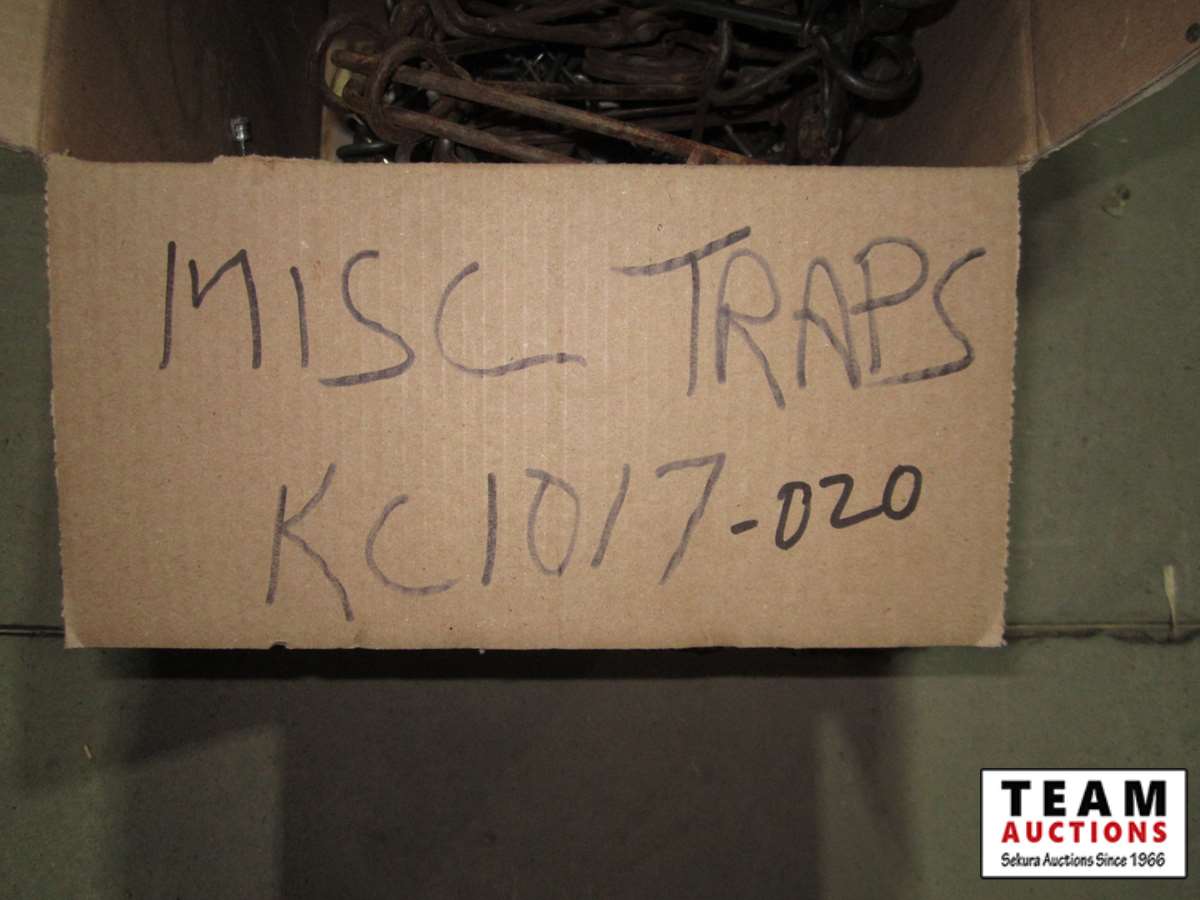 MISC TRAPS
KC1017-020
TEAM
AUCTIONS
Sekura Auctions Since 1966